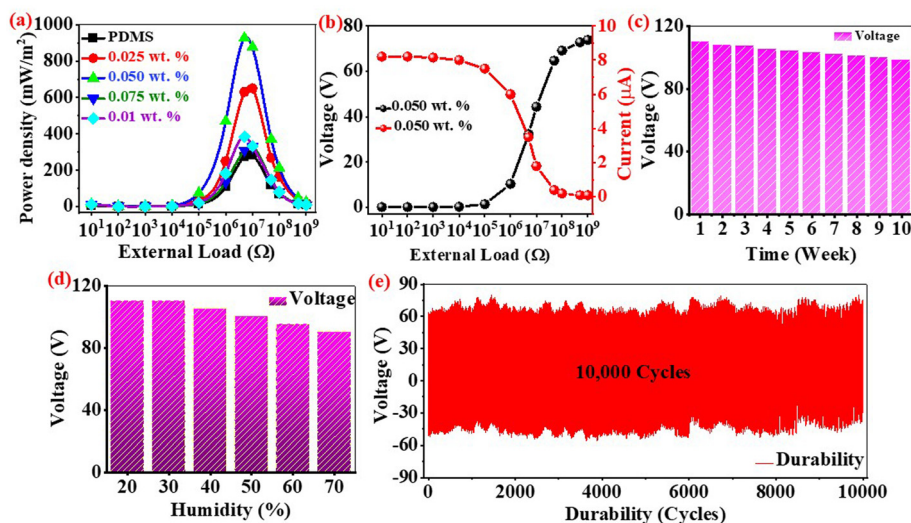 (a)
Power density (mW/m²)
1000
800
600
400
200
0
PDMS
0.025 wt. %
0.050 wt. %
0.075 wt. %
0.01 wt. %
10¹ 10² 10³ 10⁴ 10⁵ 10⁶ 10⁷ 10⁸ 10⁹
External Load (Ω)
(b)
Voltage (V)
80
60
40
20
0
0.050 wt. %
0.050 wt. %
10
8
6
4
2
0
Current (μA)
10¹ 10² 10³ 10⁴ 10⁵ 10⁶ 10⁷ 10⁸ 10⁹
External Load (Ω)
(c)
Voltage (V)
120
80
40
0
Voltage
1 2 3 4 5 6 7 8 9 10
Time (Week)
(d)
Voltage (V)
120
80
40
0
Voltage
20 30 40 50 60 70
Humidity (%)
(e)
Voltage (V)
90
60
30
0
-30
-60
-90
10,000 Cycles
Durability
0 2000 4000 6000 8000 10000
Durability (Cycles)